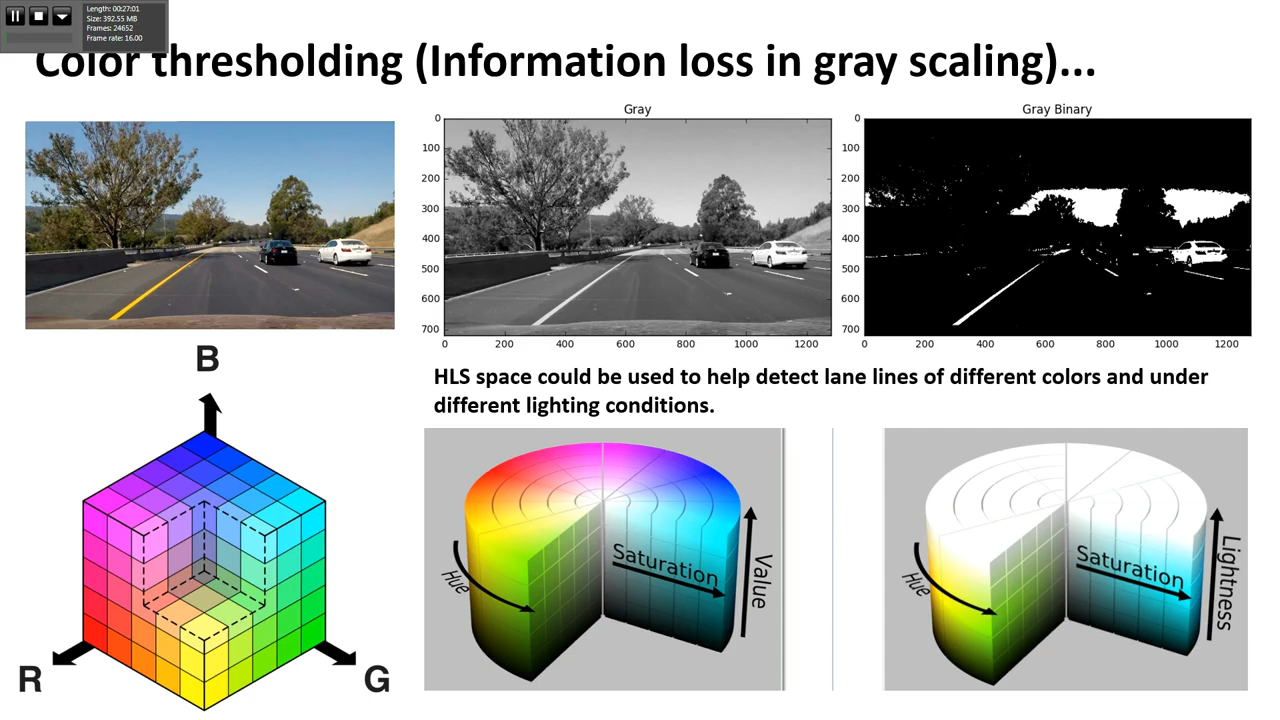 Length: 00:27:01
Size: 392.55 MB
Frames: 24652
Frame rate: 16.00
Color thresholding (Information loss in gray scaling)...
Gray
0
100
200
300
400
500
600
700
0 200 400 600 800 1000 1200
Gray Binary
0
100
200
300
400
500
600
700
0 200 400 600 800 1000 1200
HLS space could be used to help detect lane lines of different colors and under
different lighting conditions.
B
R
G
Hue
Saturation
Value
Hue
Saturation
Lightness